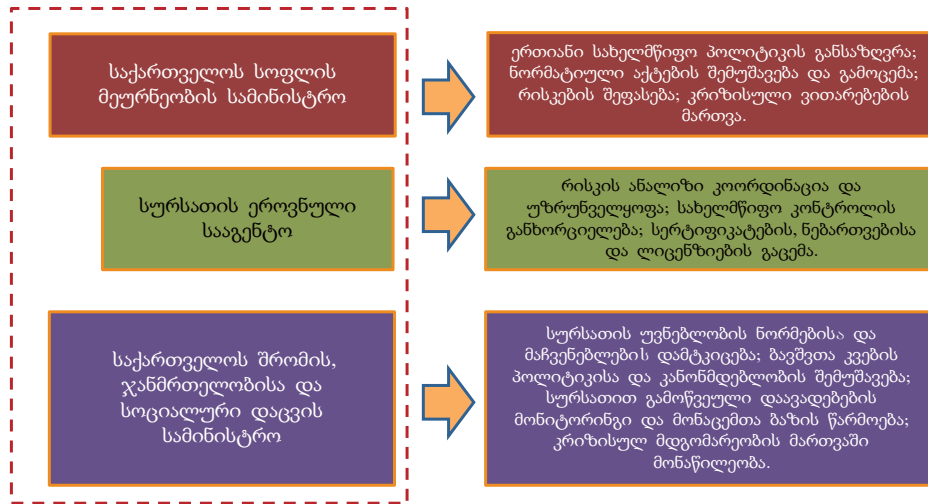 საქართველოს სოფლის
მეურნეობის სამინისტრო
ერთიანი სახელმწიფო პოლიტიკის განსაზღვრა;
ნორმატიული აქტების შემუშავება და გამოცემა;
რისკების შეფასება; კრიზისული ვითარებების
მართვა.
სურსათის ეროვნული
სააგენტო
რისკის ანალიზი კოორდინაცია და
უზრუნველყოფა; სახელმწიფო კონტროლის
განხორციელება; სერტიფიკატების, ნებართვებისა
და ლიცენზიების გაცემა.
საქართველოს შრომის,
ჯანმრთელობისა და
სოციალური დაცვის
სამინისტრო
სურსათის უვნებლობის ნორმებისა და
მაჩვენებლების დამტკიცება; ბავშვთა კვების
პოლიტიკისა და კანონმდებლობის შემუშავება;
სურსათით გამოწვეული დაავადებების
მონიტორინგი და მონაცემთა ბაზის წარმოება;
კრიზისულ მდგომარეობის მართვაში
მონაწილეობა.